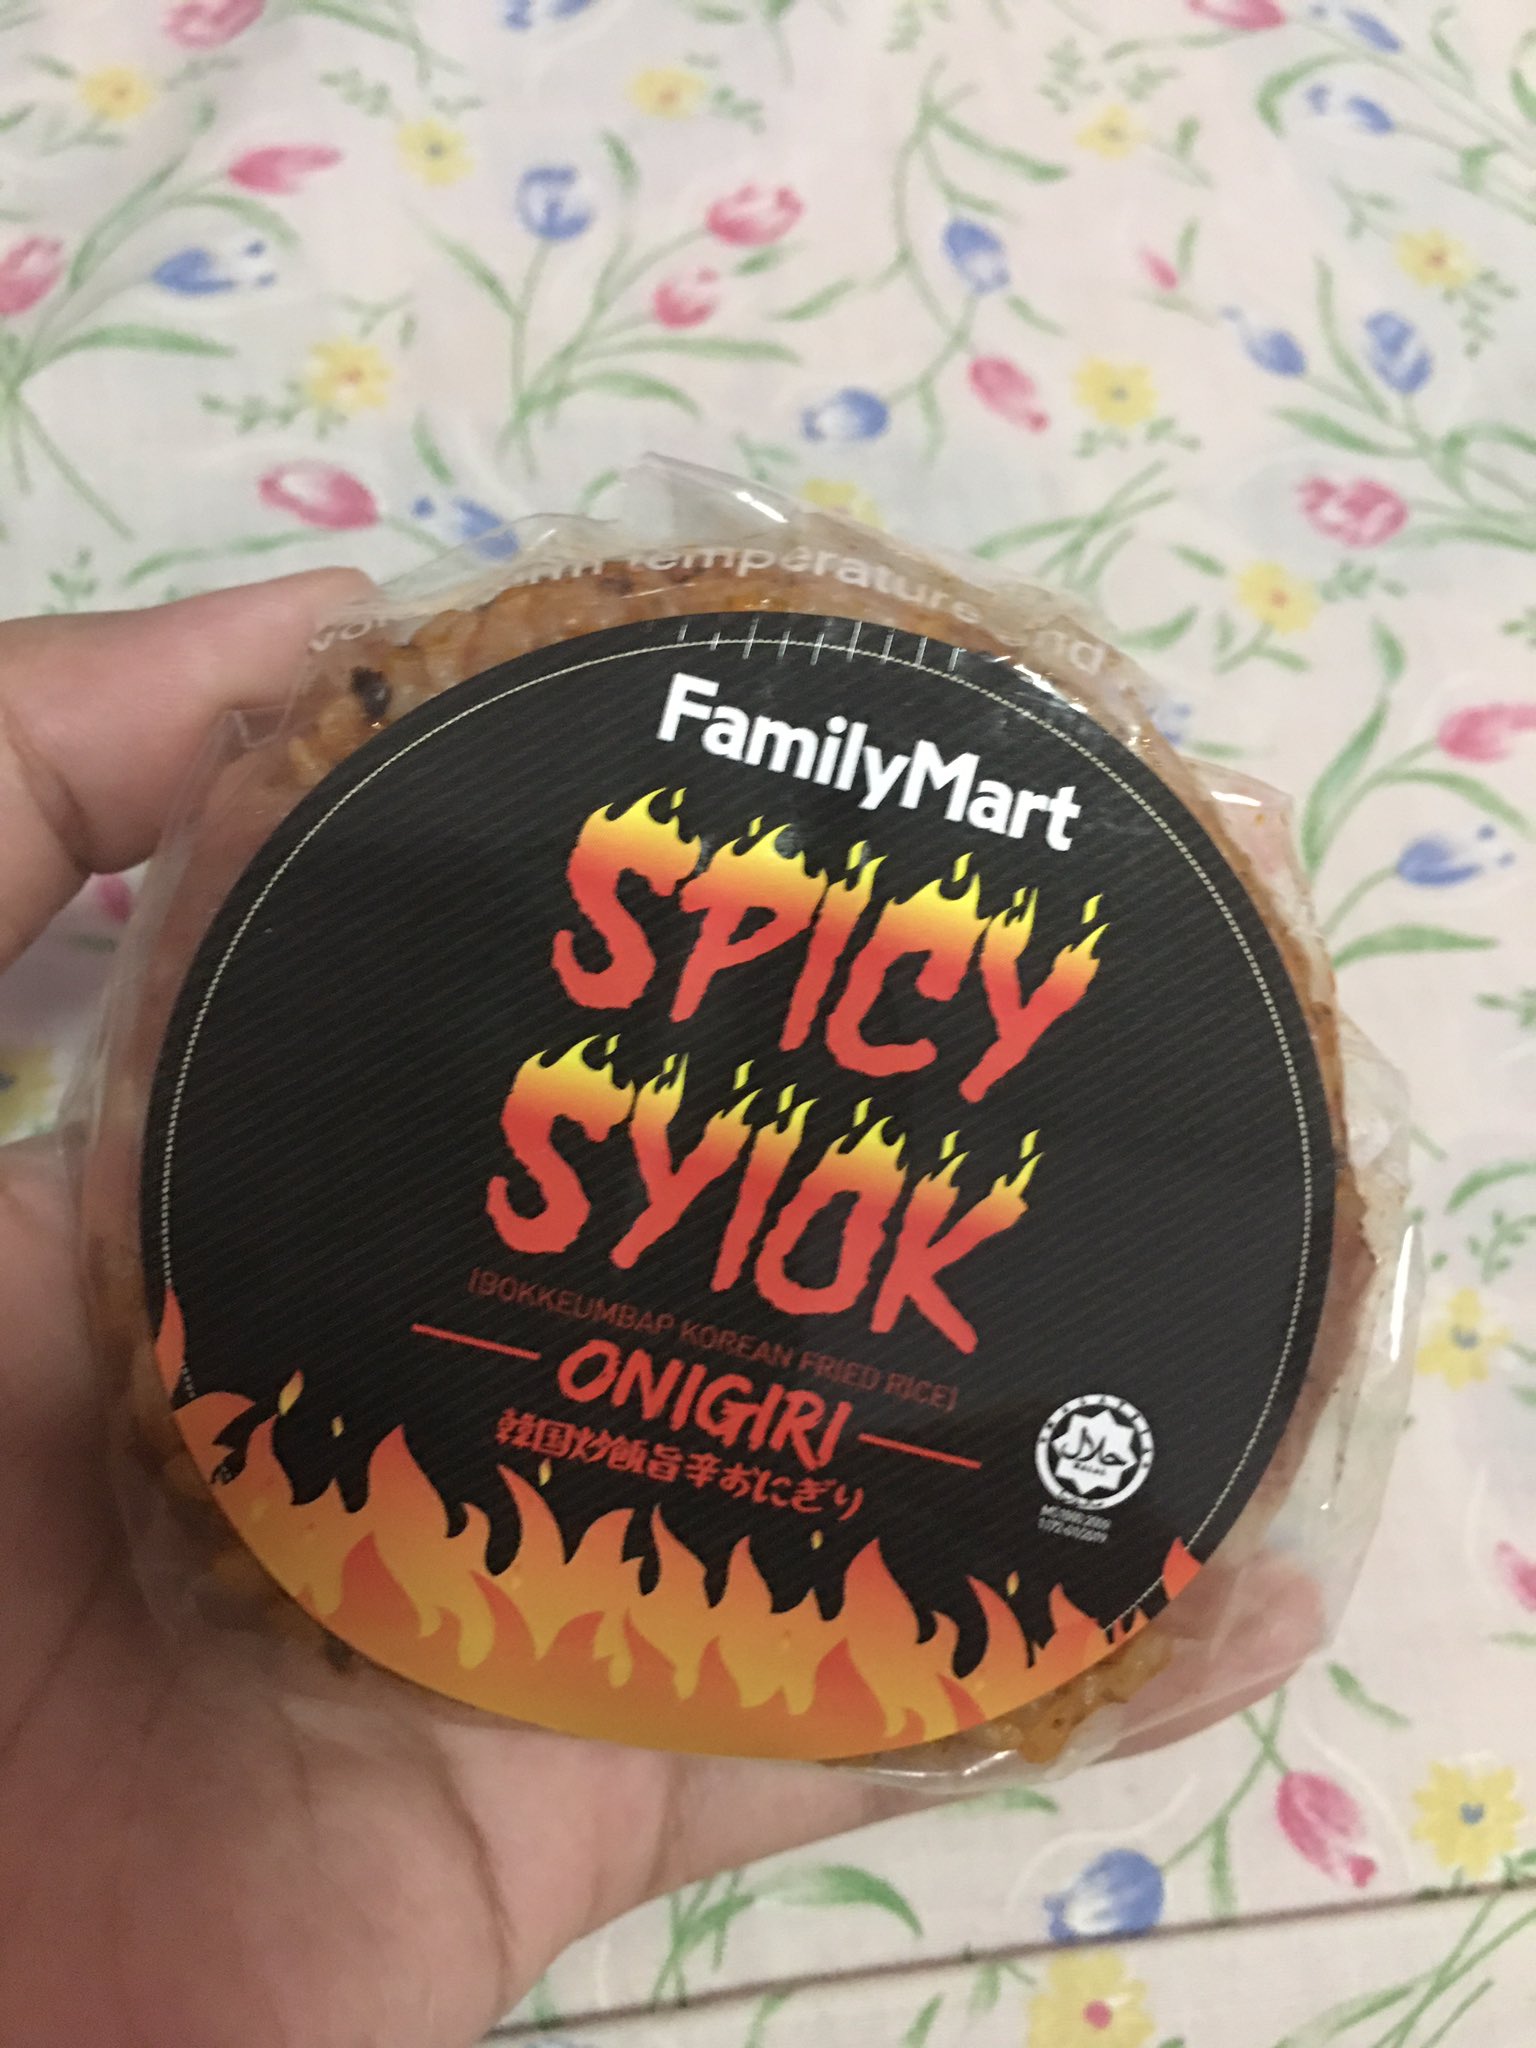 temperature and
FamilyMart
SPICY
SYIOK
(BOKKEUMBAP KOREAN FRIED RICE)
ONIGIRI
韓国炒飯旨辛おにぎり
حلال